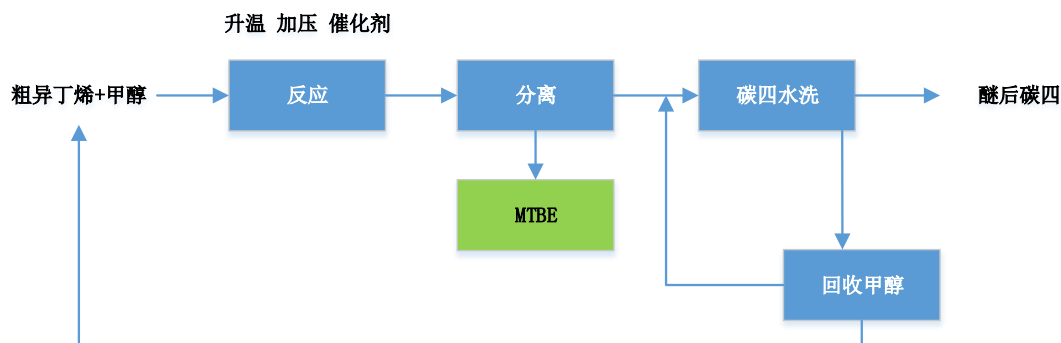 升温 加压 催化剂
粗异丁烯+甲醇
反应
分离
碳四水洗
醚后碳四
MTBE
回收甲醇